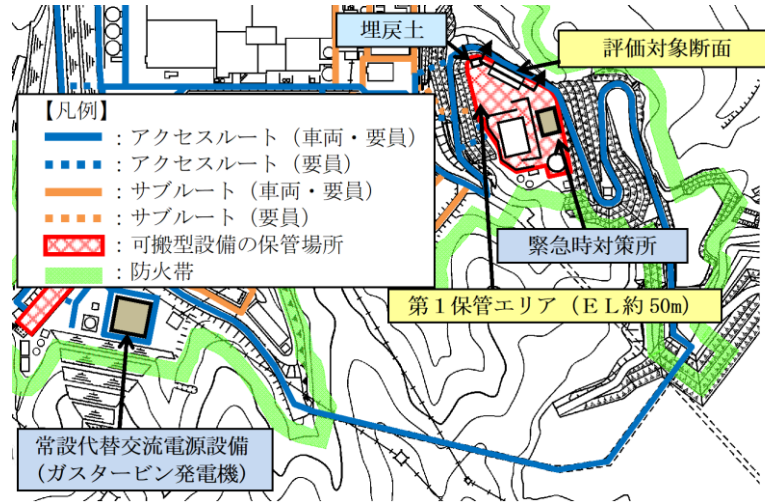 埋戻土
評価対象断面
【凡例】
：アクセスルート（車両・要員）
：アクセスルート（要員）
：サブルート（車両・要員）
：サブルート（要員）
：可搬型設備の保管場所
：防火帯
緊急時対策所
第１保管エリア（ＥＬ約50m）
常設代替交流電源設備
（ガスタービン発電機）